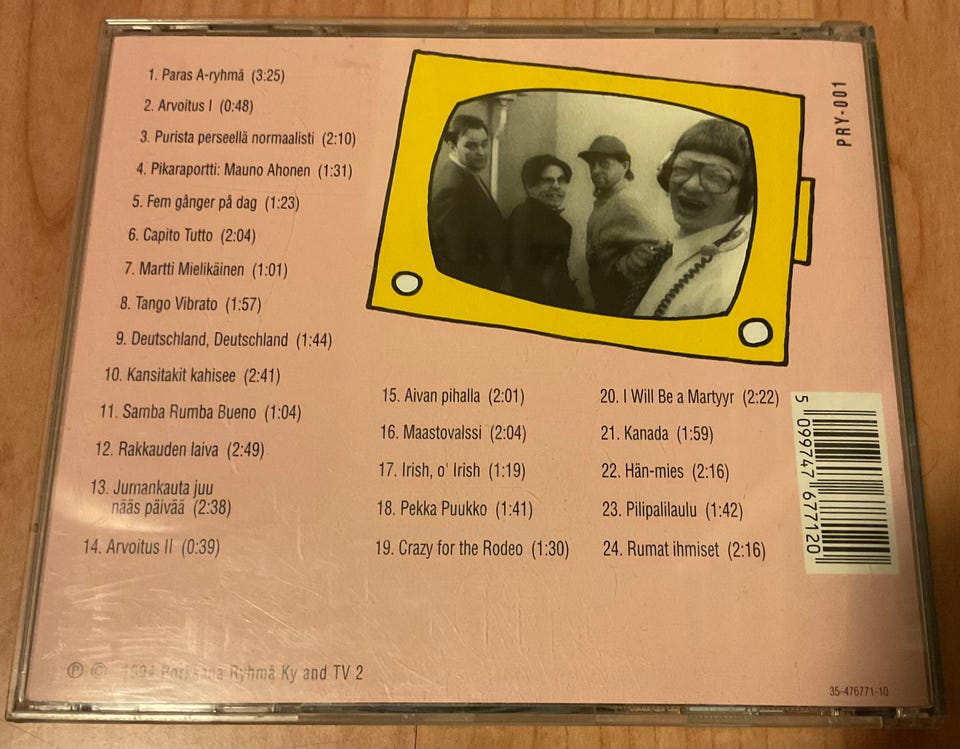 1. Paras A-ryhmä (3:25)
2. Arvoitus I (0:48)
3. Purista perseellä normaalisti (2:10)
4. Pikaraportti: Mauno Ahonen (1:31)
5. Fem gånger på dag (1:23)
6. Capito Tutto (2:04)
7. Martti Mielikäinen (1:01)
8. Tango Vibrato (1:57)
9. Deutschland, Deutschland (1:44)
10. Kansitakit kahisee (2:41)
11. Samba Rumba Bueno (1:04)
12. Rakkauden laiva (2:49)
13. Jumankauta juu
nääs päivää (2:38)
14. Arvoitus II (0:39)
15. Aivan pihalla (2:01)
16. Maastovalssi (2:04)
17. Irish, o' Irish (1:19)
18. Pekka Puukko (1:41)
19. Crazy for the Rodeo (1:30)
20. I Will Be a Martyyr (2:22)
21. Kanada (1:59)
22. Hän-mies (2:16)
23. Pilipalilaulu (1:42)
24. Rumat ihmiset (2:16)
PRY-001
5 099747 677120
℗ © 1994 Porkkana Ryhmä Ky and TV 2
35-476771-10